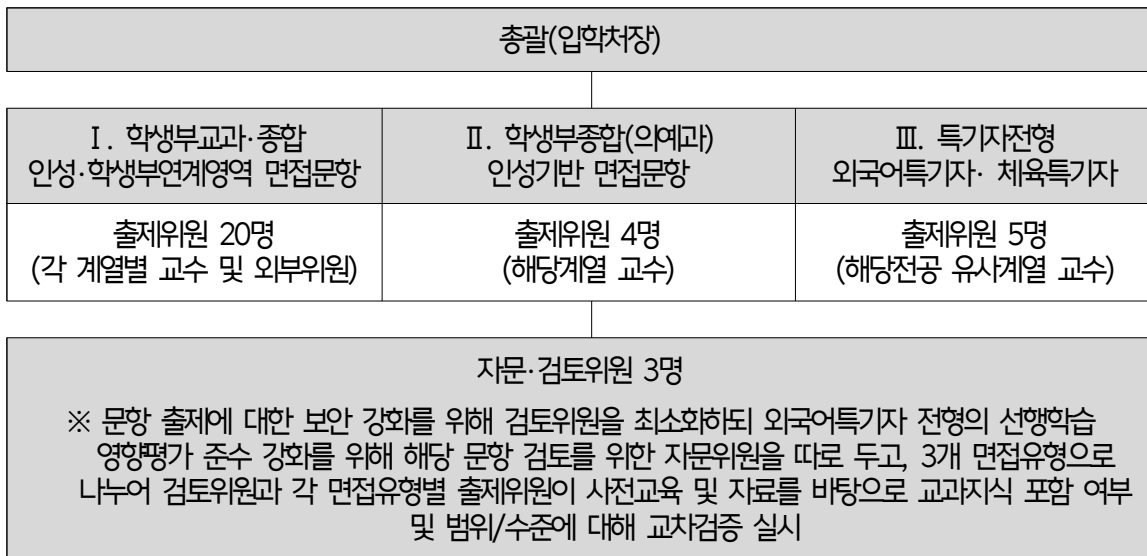 총괄(입학처장)
Ⅰ. 학생부교과·종합
인성·학생부연계영역 면접문항
Ⅱ. 학생부종합(의예과)
인성기반 면접문항
Ⅲ. 특기자전형
외국어특기자· 체육특기자
출제위원 20명
(각 계열별 교수 및 외부위원)
출제위원 4명
(해당계열 교수)
출제위원 5명
(해당전공 유사계열 교수)
자문·검토위원 3명
※ 문항 출제에 대한 보안 강화를 위해 검토위원을 최소화하되 외국어특기자 전형의 선행학습
영향평가 준수 강화를 위해 해당 문항 검토를 위한 자문위원을 따로 두고, 3개 면접유형으로
나누어 검토위원과 각 면접유형별 출제위원이 사전교육 및 자료를 바탕으로 교과지식 포함 여부
및 범위/수준에 대해 교차검증 실시